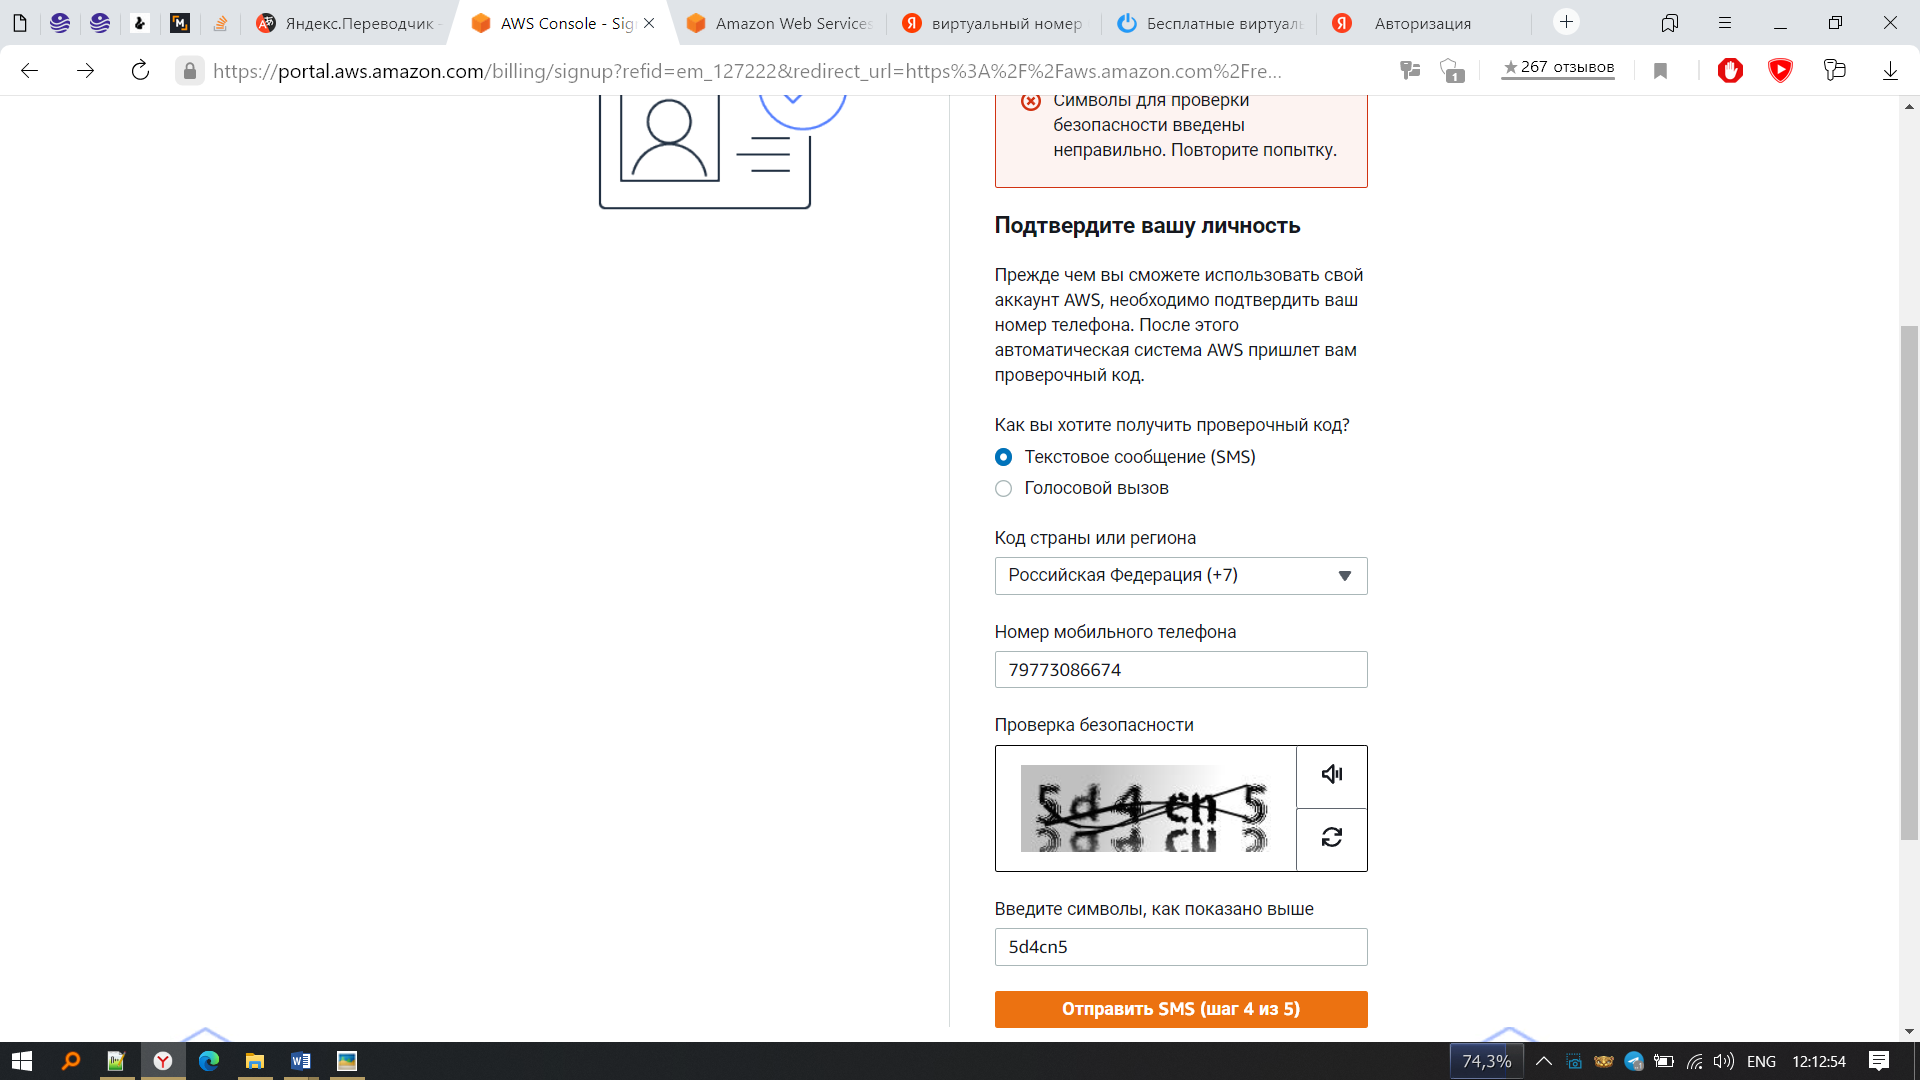 Яндекс.Переводчик -
AWS Console - Sig
Amazon Web Services
виртуальный номер
Бесплатные виртуаль
Авторизация
https://portal.aws.amazon.com/billing/signup?refid=em_127222&redirect_url=https%3A%2F%2Faws.amazon.com%2Fre...
1
★267 отзывов
Символы для проверки
безопасности введены
неправильно. Повторите попытку.
Подтвердите вашу личность
Прежде чем вы сможете использовать свой
аккаунт AWS, необходимо подтвердить ваш
номер телефона. После этого
автоматическая система AWS пришлет вам
проверочный код.
Как вы хотите получить проверочный код?
Текстовое сообщение (SMS)
Голосовой вызов
Код страны или региона
Российская Федерация (+7)
Номер мобильного телефона
79773086674
Проверка безопасности
5d4cn5
Введите символы, как показано выше
5d4cn5
Отправить SMS (шаг 4 из 5)
74,3%
ENG
12:12:54